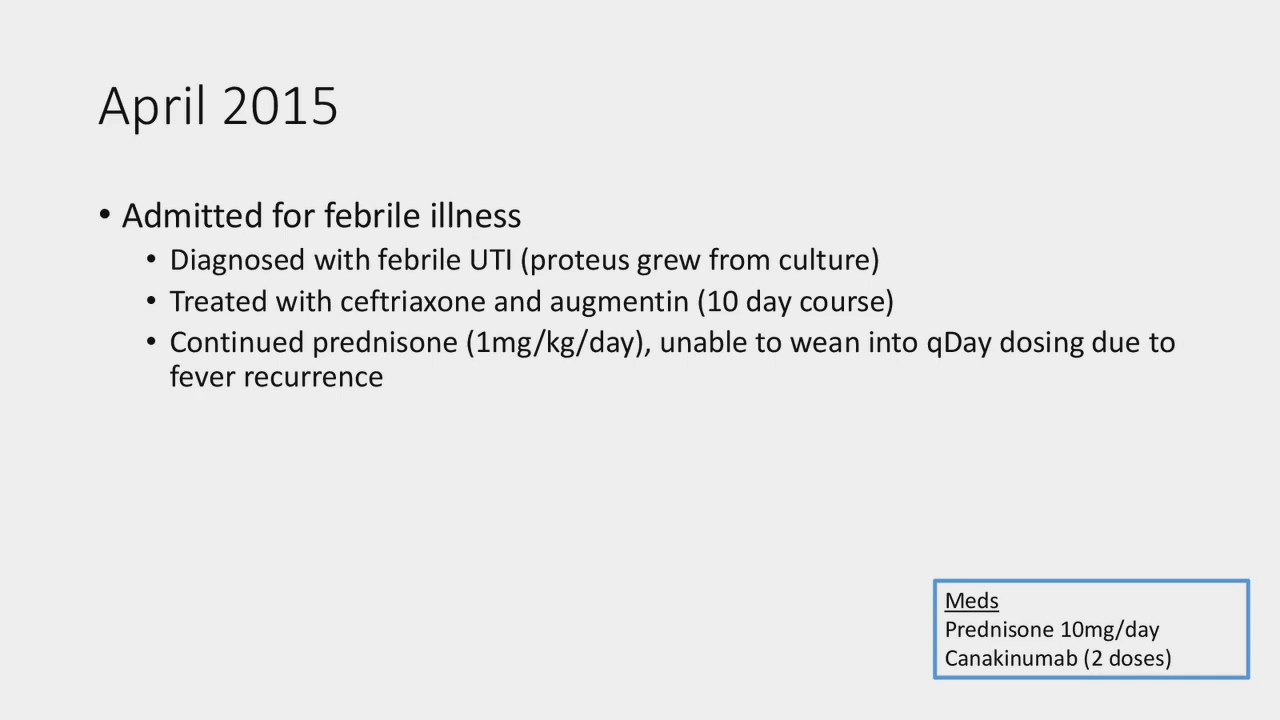 April 2015
• Admitted for febrile illness
• Diagnosed with febrile UTI (proteus grew from culture)
• Treated with ceftriaxone and augmentin (10 day course)
• Continued prednisone (1mg/kg/day), unable to wean into qDay dosing due to
fever recurrence
Meds
Prednisone 10mg/day
Canakinumab (2 doses)